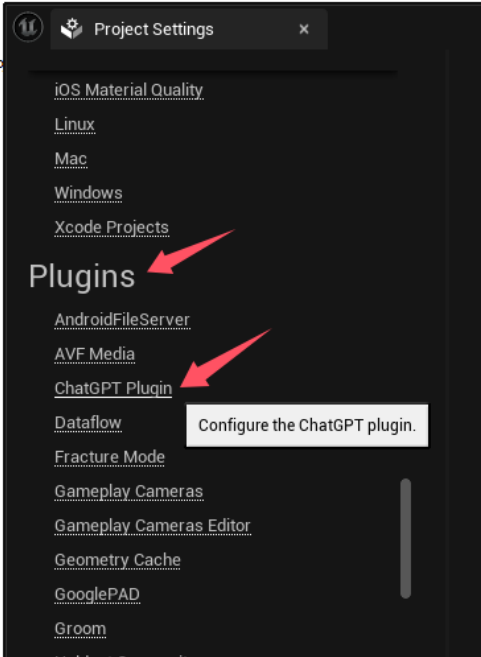 Project Settings
iOS Material Quality
Linux
Mac
Windows
Xcode Projects
Plugins
AndroidFileServer
AVF Media
ChatGPT Plugin
Configure the ChatGPT plugin.
Dataflow
Fracture Mode
Gameplay Cameras
Gameplay Cameras Editor
Geometry Cache
GooglePAD
Groom